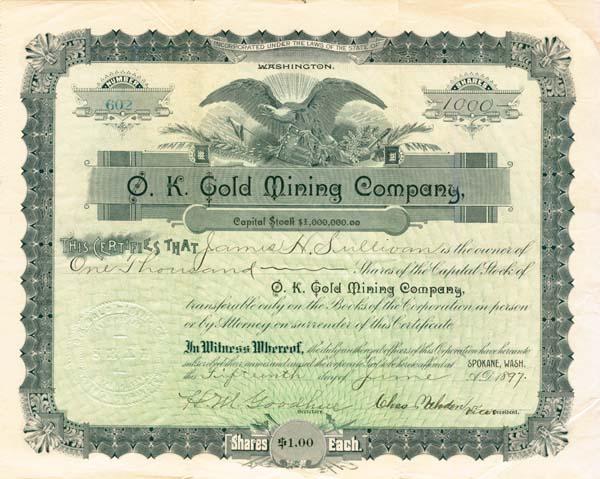 INCORPORATED UNDER THE LAWS OF THE STATE OF
WASHINGTON.
NUMBER
602
SHARES
1000
O. K. Gold Mining Company,
Capital Stock $1,000,000.00
THIS CERTIFIES THAT James H. Sullivan is the owner of
One Thousand Shares of the Capital Stock of
O. K. Gold Mining Company,
transferable only on the Books of the Corporation, in person
or by Attorney on surrender of this Certificate
In Witness Whereof, the duly authorized officers of this Corporation have hereunto
subscribed their names and caused the corporate Seal to be hereto affixed at SPOKANE, WASH.
this Fifteenth day of June A.D. 1897.
H. M. Goodhue
Secretary.
Chas.
Vice President.
Shares $1.00 Each.